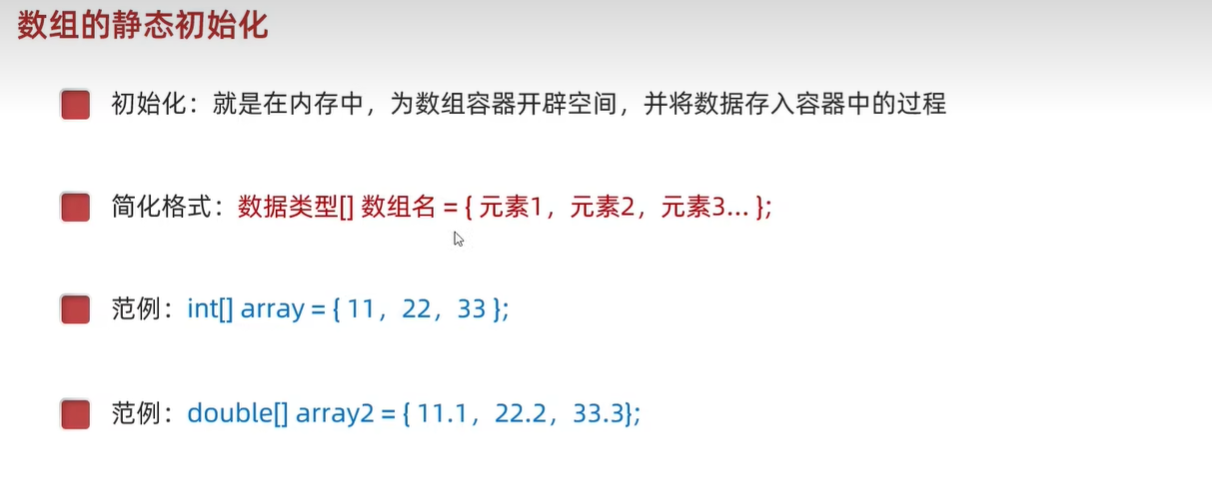 数组的静态初始化
初始化：就是在内存中，为数组容器开辟空间，并将数据存入容器中的过程
简化格式：数据类型[] 数组名 = { 元素1，元素2，元素3... };
范例：int[] array = { 11，22，33 };
范例：double[] array2 = { 11.1，22.2，33.3};